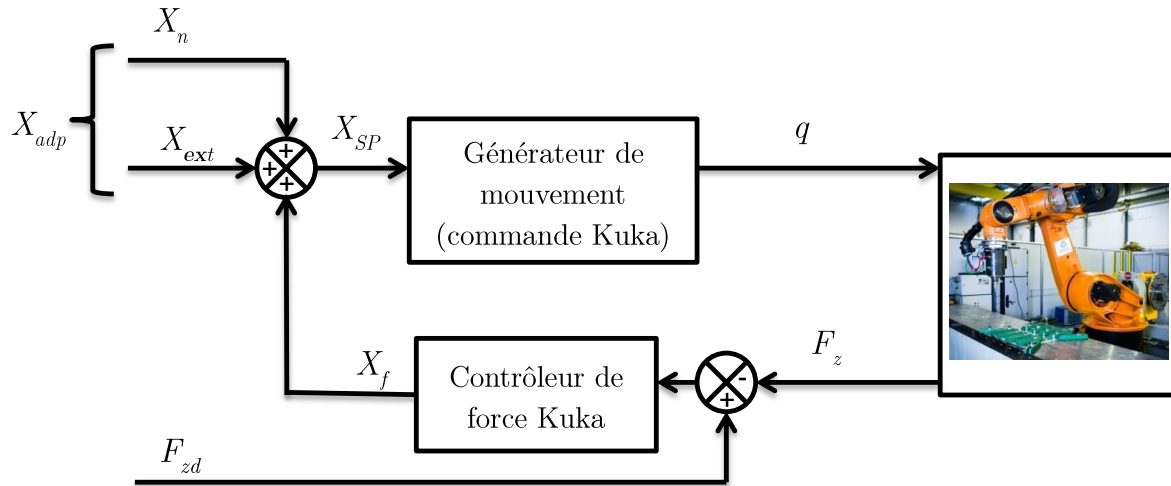 X_n
X_adp
X_ext
+
+
+
X_SP
Générateur de
mouvement
(commande Kuka)
q
X_f
Contrôleur de
force Kuka
-
+
F_z
F_zd